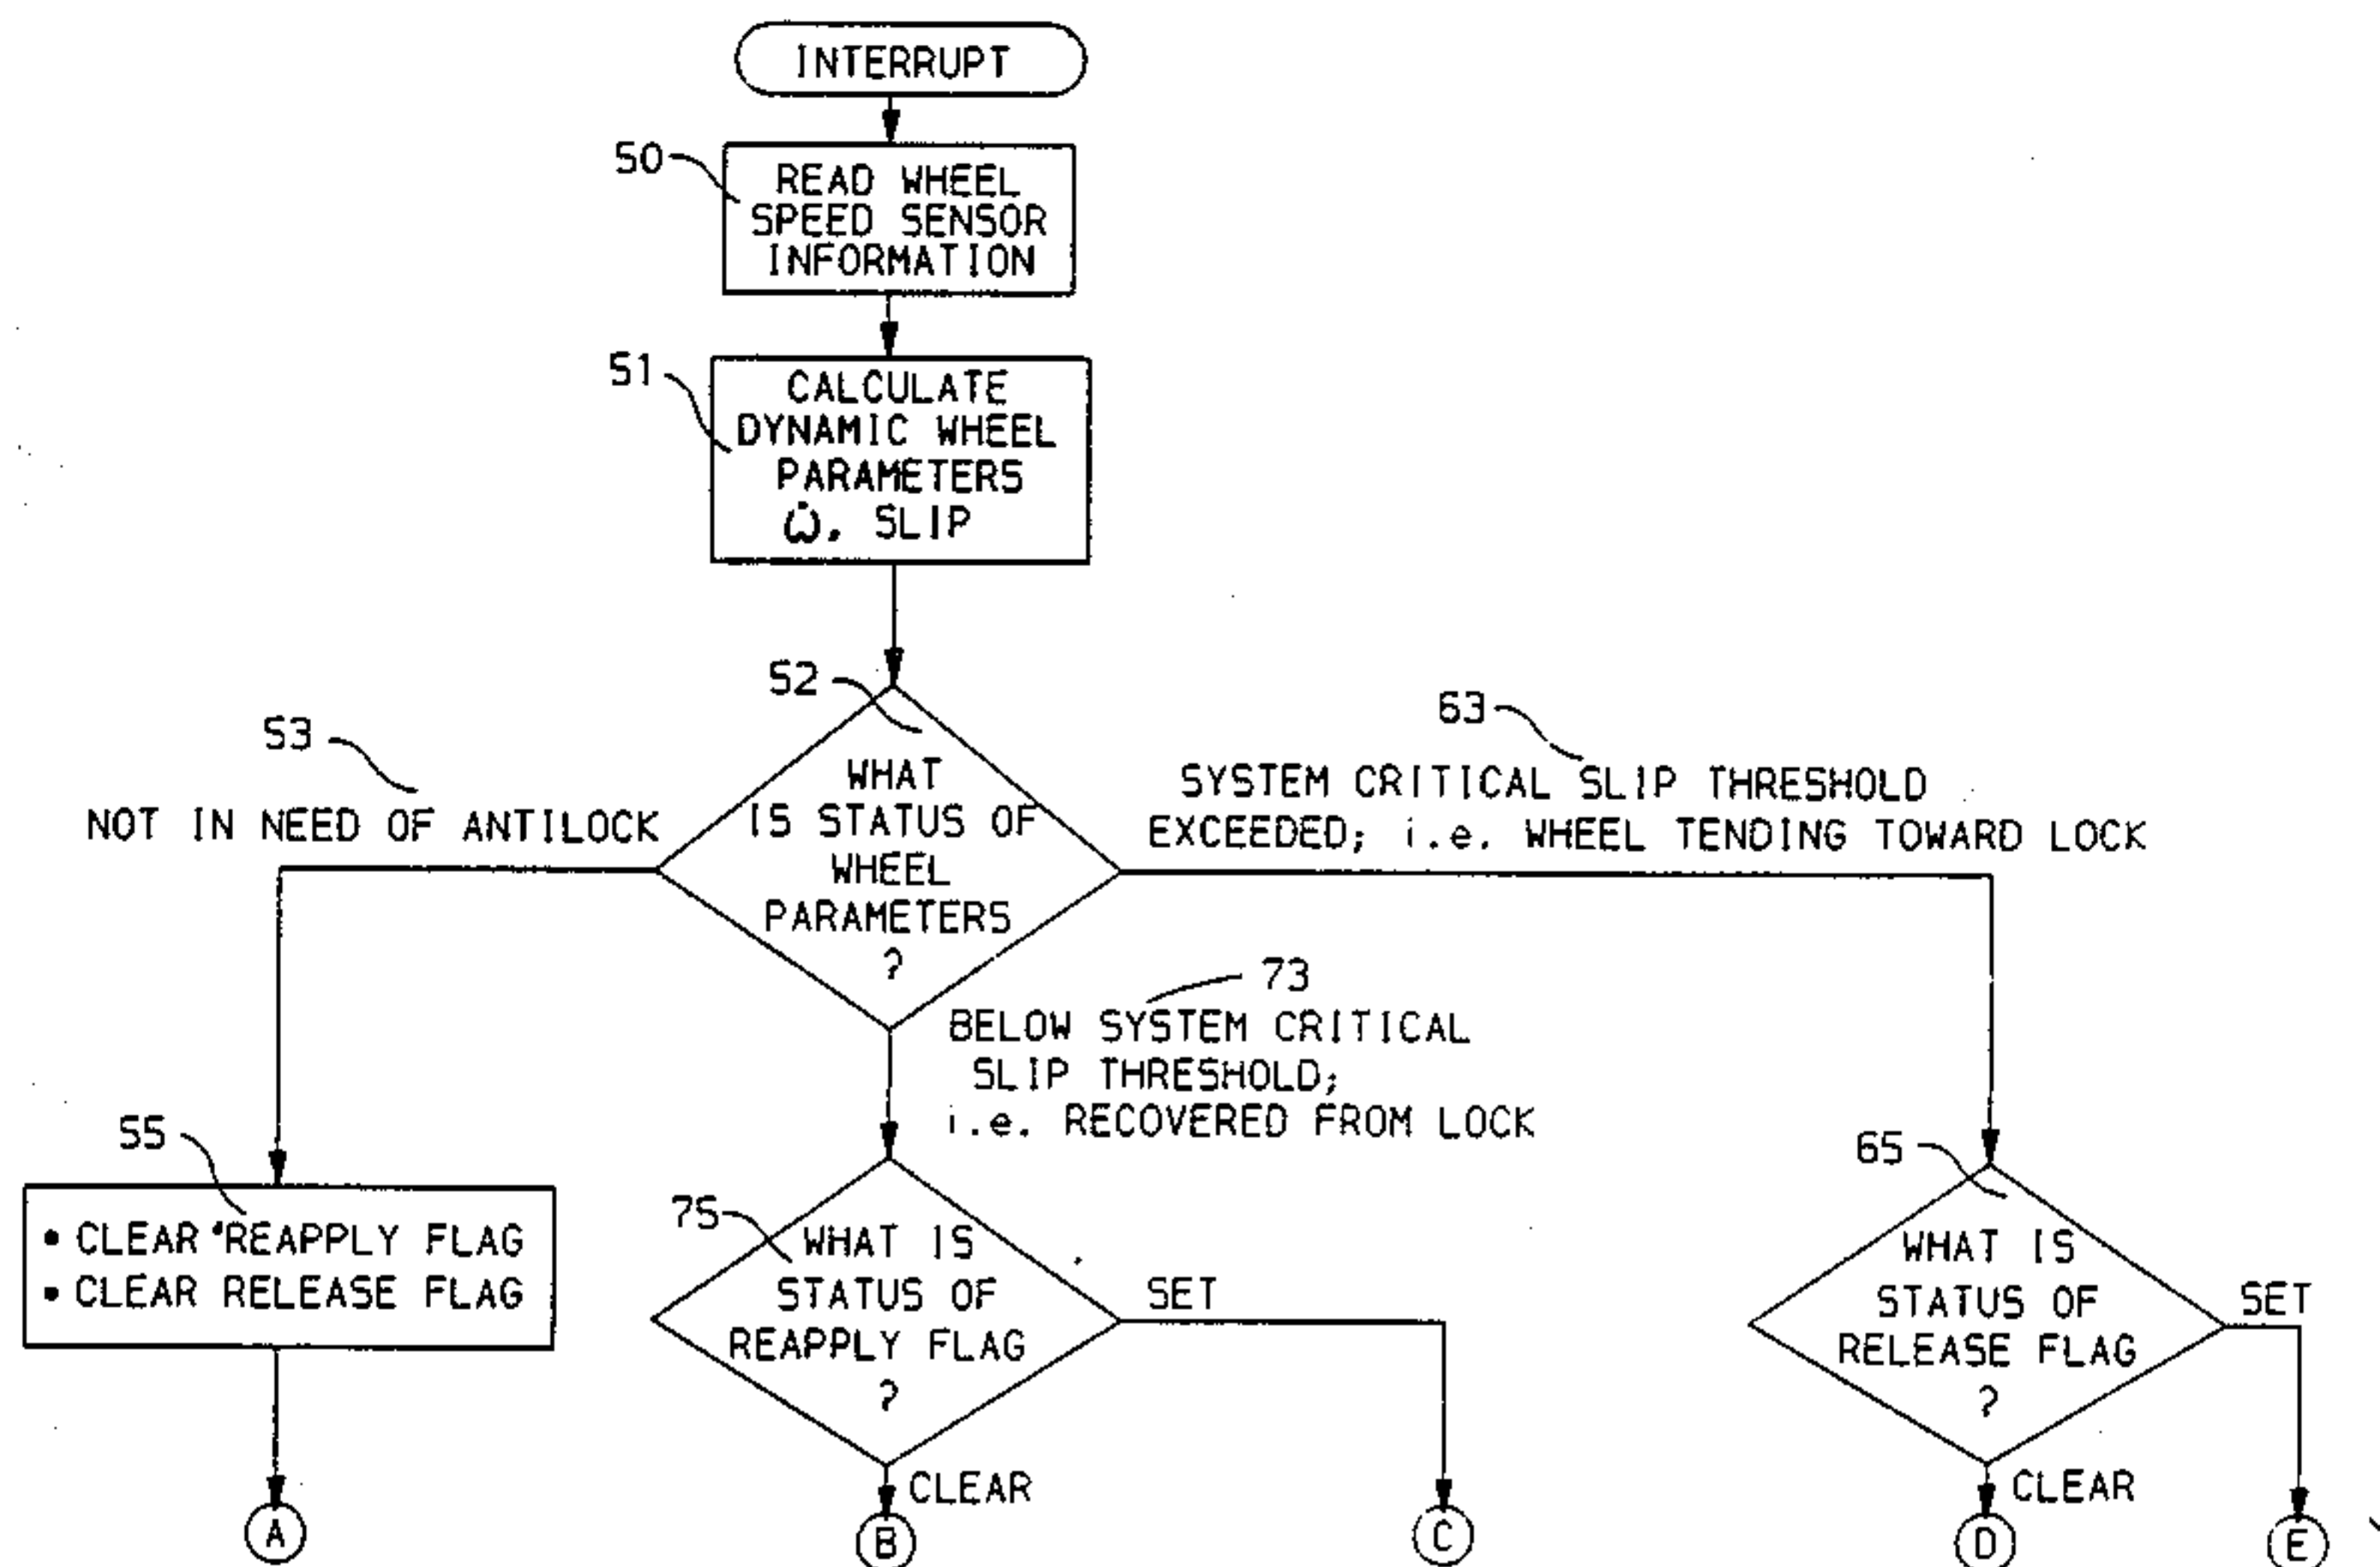 INTERRUPT
50
READ WHEEL
SPEED SENSOR
INFORMATION
51
CALCULATE
DYNAMIC WHEEL
PARAMETERS
ω̇, SLIP
52
WHAT
IS STATUS OF
WHEEL
PARAMETERS
?
53
NOT IN NEED OF ANTILOCK
63
SYSTEM CRITICAL SLIP THRESHOLD
EXCEEDED; i.e. WHEEL TENDING TOWARD LOCK
73
BELOW SYSTEM CRITICAL
SLIP THRESHOLD;
i.e. RECOVERED FROM LOCK
55
• CLEAR REAPPLY FLAG
• CLEAR RELEASE FLAG
75
WHAT IS
STATUS OF
REAPPLY FLAG
?
SET
CLEAR
65
WHAT IS
STATUS OF
RELEASE FLAG
?
SET
CLEAR
A
B
C
D
E